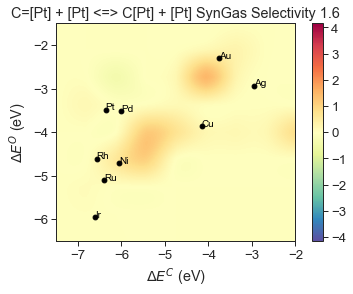 C=[Pt] + [Pt] <=> C[Pt] + [Pt] SynGas Selectivity 1.6
4
3
2
1
0
−1
−2
−3
−4
−2
−3
−4
−5
−6
ΔE^O (eV)
Au
Ag
Pt
Pd
Cu
Rh
Ni
Ru
Ir
−7
−6
−5
−4
−3
−2
ΔE^C (eV)